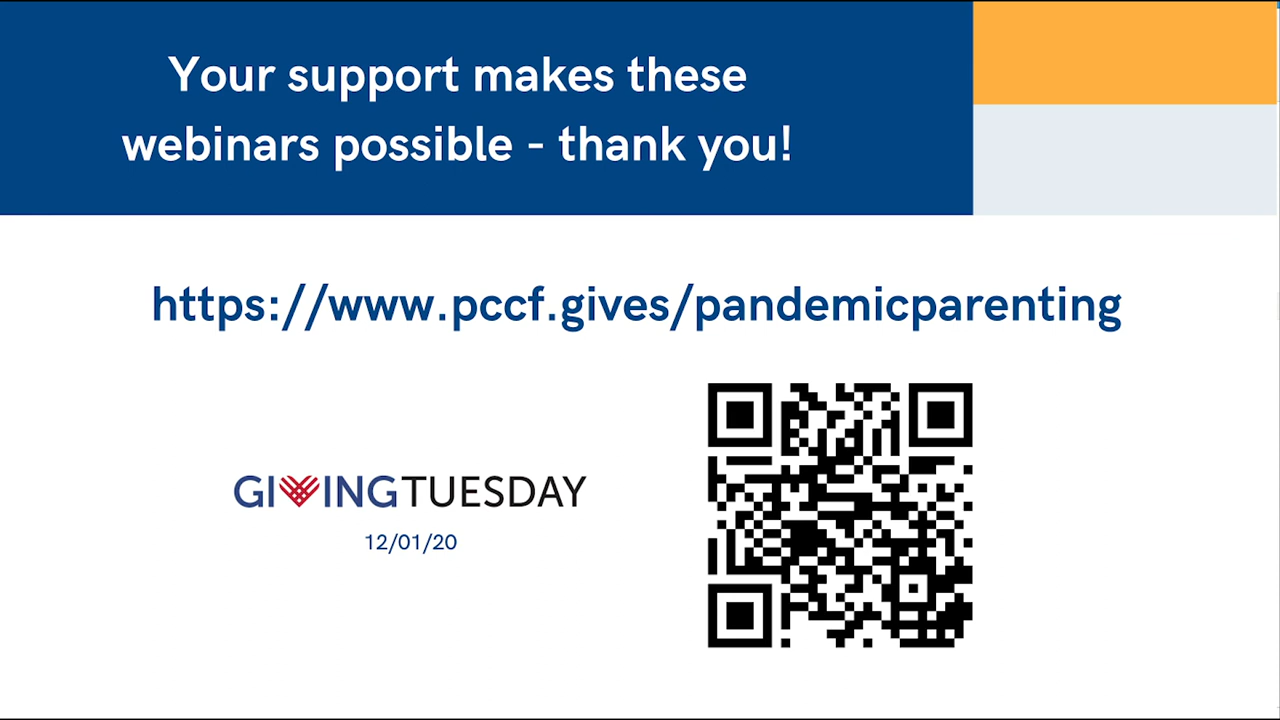 Your support makes these
webinars possible - thank you!
https://www.pccf.gives/pandemicparenting
GIVINGTUESDAY
12/01/20